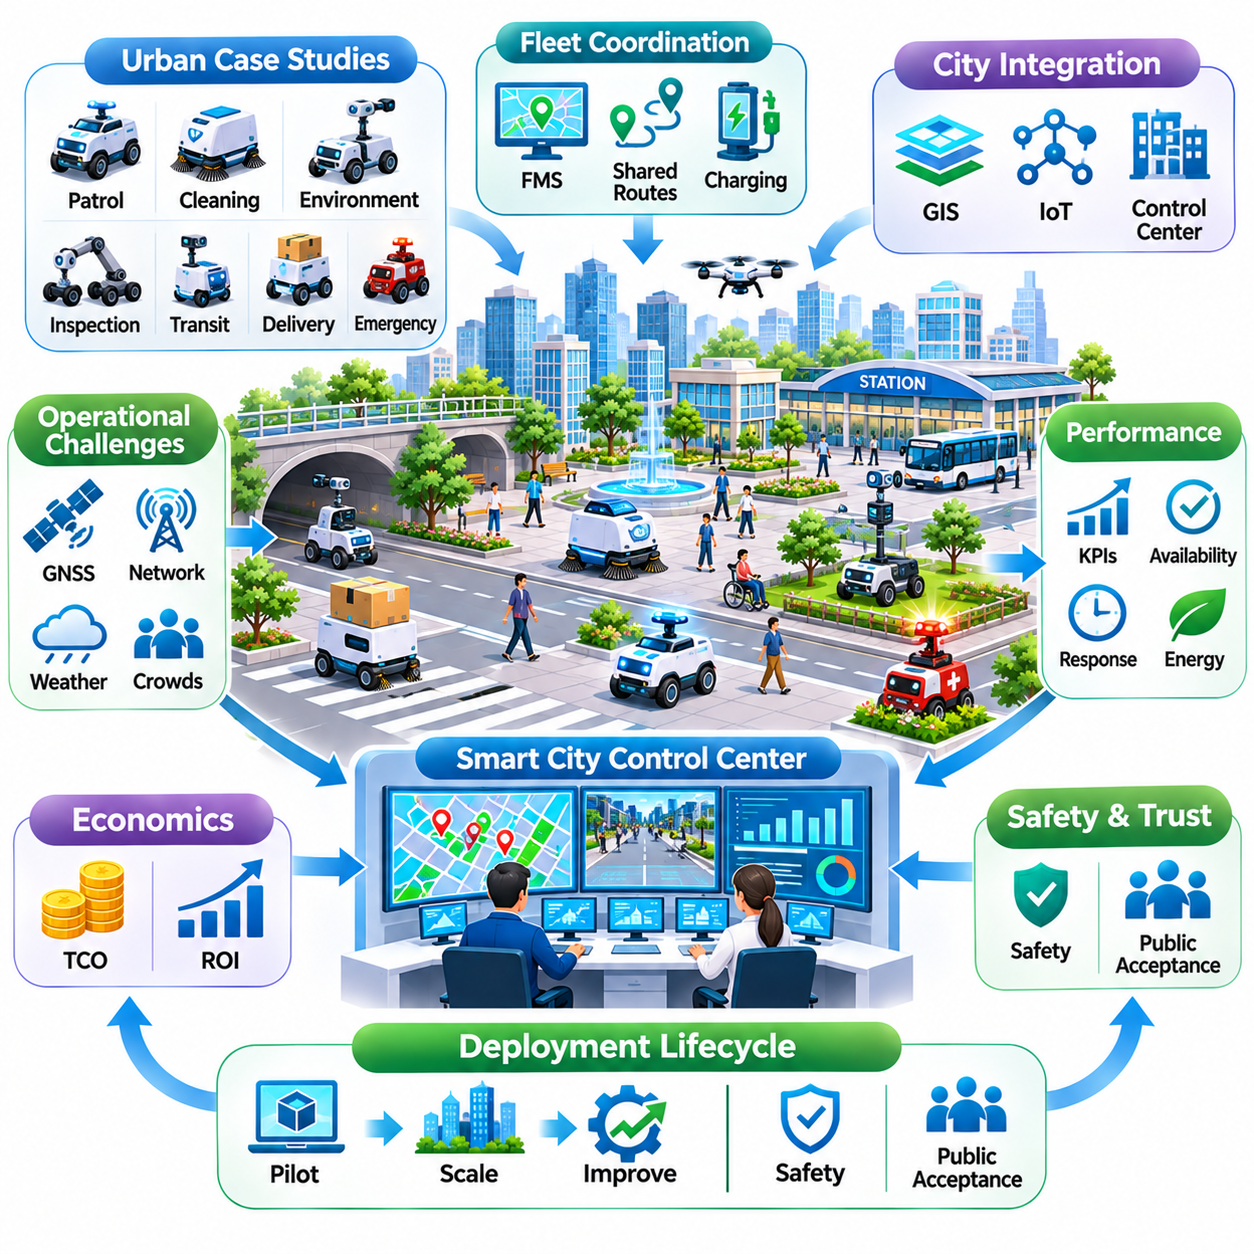 Urban Case Studies
Patrol
Cleaning
Environment
Inspection
Transit
Delivery
Emergency
Fleet Coordination
FMS
Shared
Routes
Charging
City Integration
GIS
IoT
Control
Center
STATION
Operational
Challenges
GNSS
Network
Weather
Crowds
Performance
KPIs
Availability
Response
Energy
Smart City Control Center
Economics
TCO
ROI
Safety & Trust
Safety
Public
Acceptance
Deployment Lifecycle
Pilot
Scale
Improve
Safety
Public
Acceptance